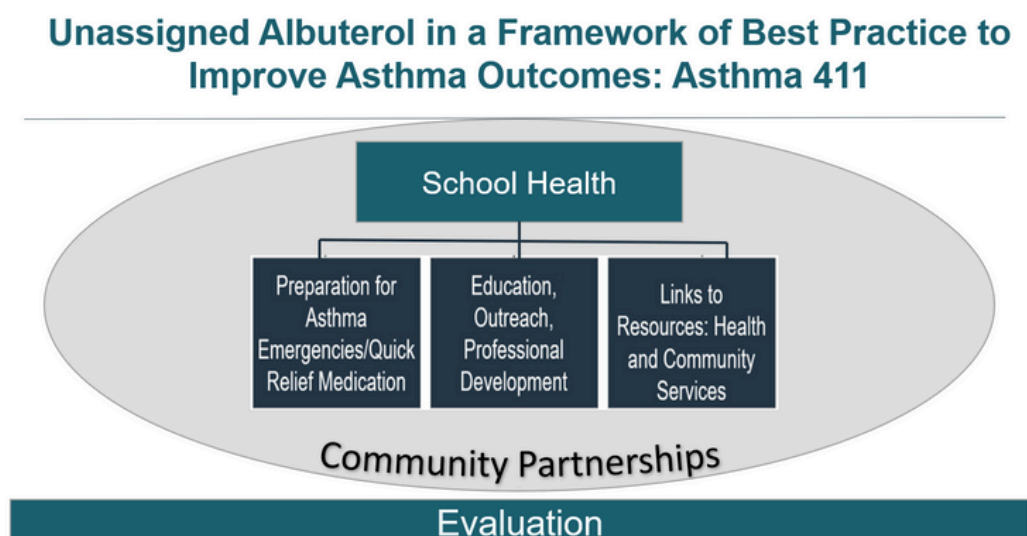 Unassigned Albuterol in a Framework of Best Practice to
Improve Asthma Outcomes: Asthma 411
School Health
Preparation for
Asthma
Emergencies/Quick
Relief Medication
Education,
Outreach,
Professional
Development
Links to
Resources: Health
and Community
Services
Community Partnerships
Evaluation